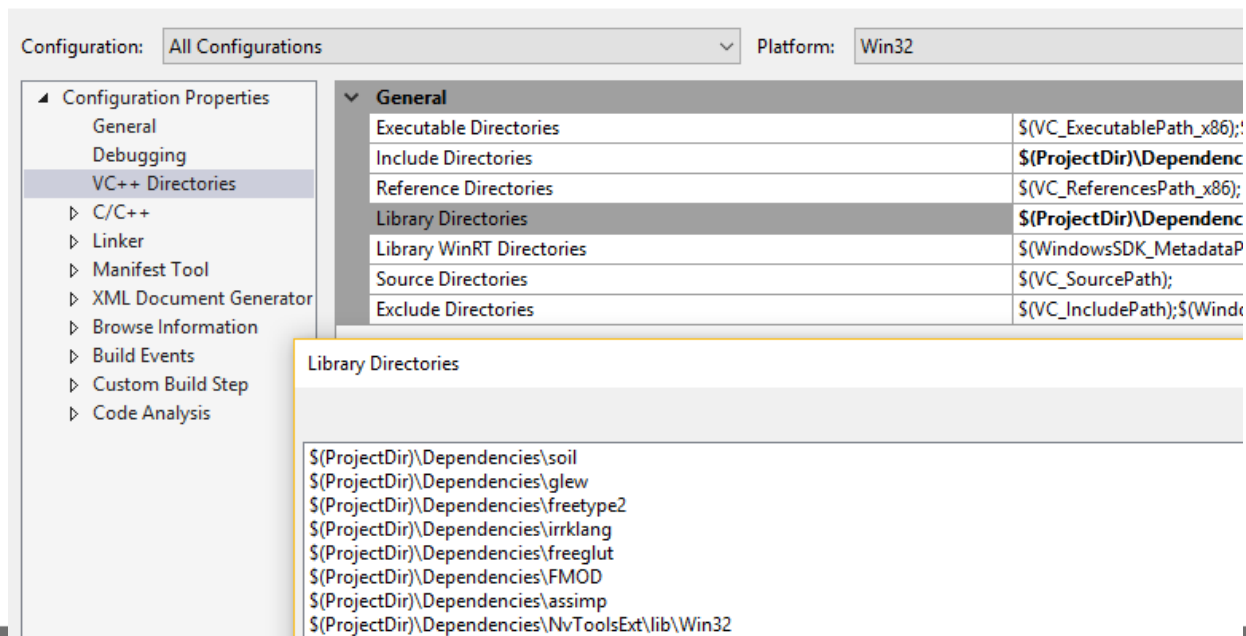 Configuration: All Configurations Platform: Win32
Configuration Properties
General
Debugging
VC++ Directories
C/C++
Linker
Manifest Tool
XML Document Generator
Browse Information
Build Events
Custom Build Step
Code Analysis
General
Executable Directories $(VC_ExecutablePath_x86);
Include Directories $(ProjectDir)\Dependenc
Reference Directories $(VC_ReferencesPath_x86);
Library Directories $(ProjectDir)\Dependenc
Library WinRT Directories $(WindowsSDK_MetadataP
Source Directories $(VC_SourcePath);
Exclude Directories $(VC_IncludePath);$(Windo
Library Directories
$(ProjectDir)\Dependencies\soil
$(ProjectDir)\Dependencies\glew
$(ProjectDir)\Dependencies\freetype2
$(ProjectDir)\Dependencies\irrklang
$(ProjectDir)\Dependencies\freeglut
$(ProjectDir)\Dependencies\FMOD
$(ProjectDir)\Dependencies\assimp
$(ProjectDir)\Dependencies\NvToolsExt\lib\Win32